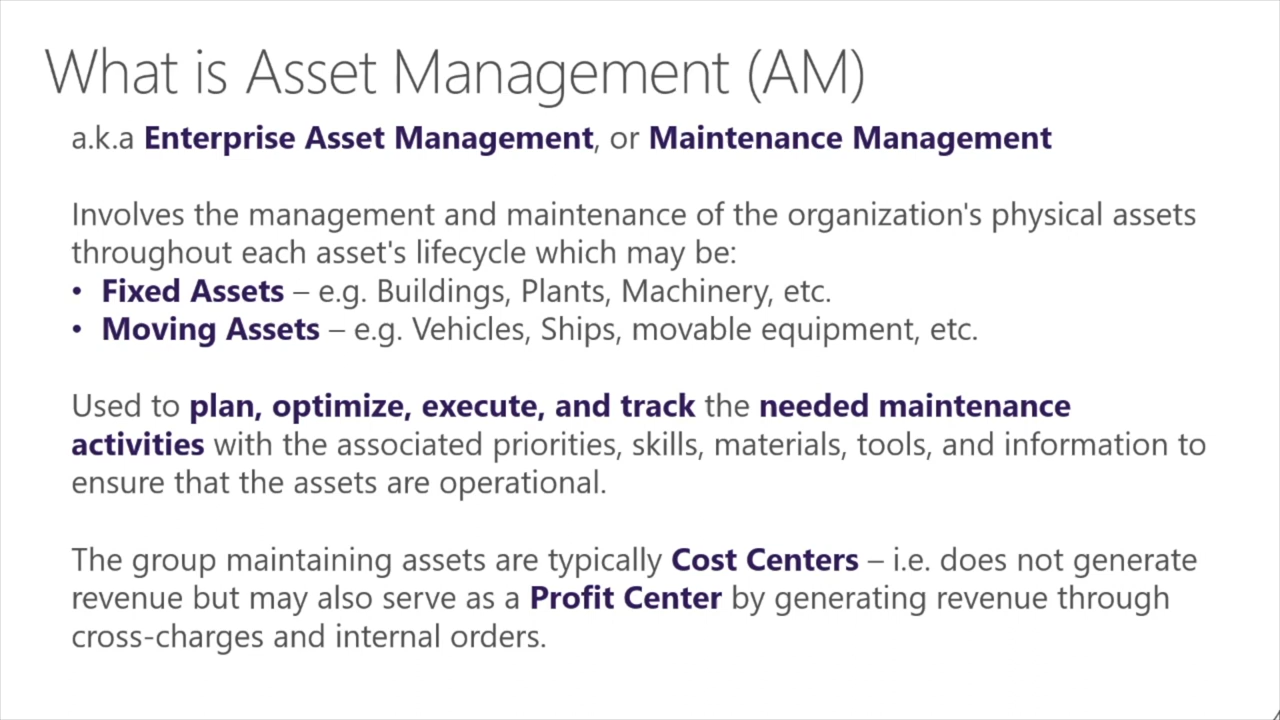 What is Asset Management (AM)
a.k.a Enterprise Asset Management, or Maintenance Management
Involves the management and maintenance of the organization's physical assets
throughout each asset's lifecycle which may be:
• Fixed Assets – e.g. Buildings, Plants, Machinery, etc.
• Moving Assets – e.g. Vehicles, Ships, movable equipment, etc.
Used to plan, optimize, execute, and track the needed maintenance
activities with the associated priorities, skills, materials, tools, and information to
ensure that the assets are operational.
The group maintaining assets are typically Cost Centers – i.e. does not generate
revenue but may also serve as a Profit Center by generating revenue through
cross-charges and internal orders.